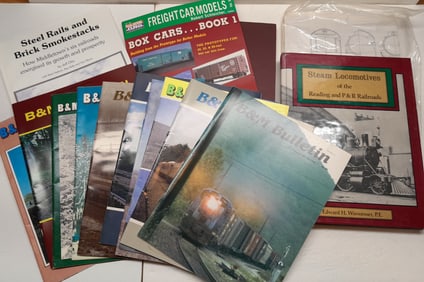 Steel Rails and
Brick Smokestacks
How Middletown's six railroads
energized its growth and prosperity
FREIGHT CAR MODELS
BOX CARS...BOOK 1
Steam Locomotives
of the
Reading and P&R Railroads
Edward H. Wiswesser, P.E.
B&
B&M
B&M
B&M
B&M Bulletin